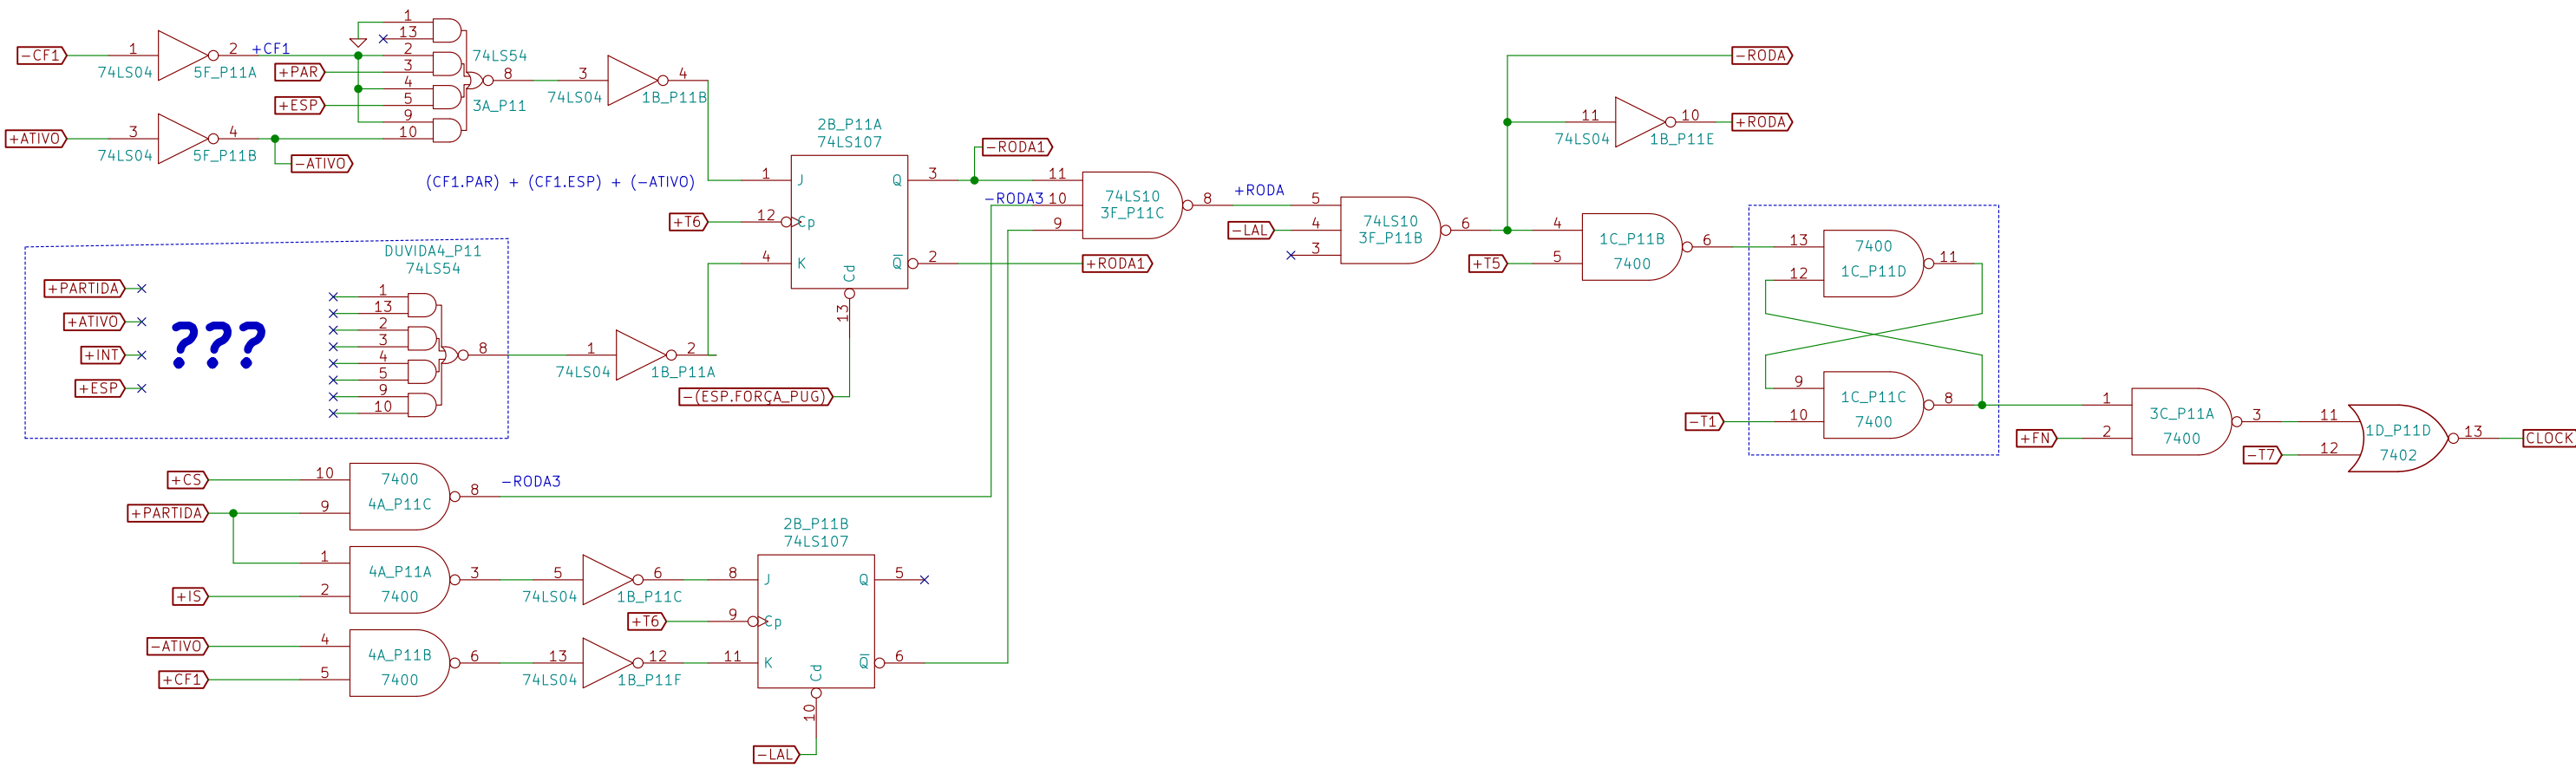 -CF1
1
2
+CF1
74LS04
5F_P11A
+ATIVO
3
4
74LS04
5F_P11B
-ATIVO
+PAR
+ESP
1
13
2
3
4
5
9
10
74LS54
8
3A_P11
3
4
74LS04
1B_P11B
(CF1.PAR) + (CF1.ESP) + (-ATIVO)
2B_P11A
74LS107
1
J
Q
3
+T6
12
Cp
4
K
Q
2
Cd
13
-RODA1
+RODA1
-RODA3
11
10
9
74LS10
3F_P11C
8
+RODA
-LAL
5
4
3
74LS10
3F_P11B
6
-RODA
11
10
74LS04
1B_P11E
+RODA
+T5
4
5
1C_P11B
7400
6
13
12
7400
1C_P11D
11
9
10
1C_P11C
7400
8
-T1
+FN
1
2
3C_P11A
7400
3
-T7
11
12
1D_P11D
7402
13
CLOCK
DUVIDA4_P11
74LS54
+PARTIDA
+ATIVO
+INT
+ESP
???
1
13
2
3
4
5
9
10
8
1
2
74LS04
1B_P11A
-(ESP.FORÇA_PUG)
+CS
10
9
7400
4A_P11C
8
-RODA3
+PARTIDA
1
2
4A_P11A
7400
3
+IS
5
6
74LS04
1B_P11C
-ATIVO
+CF1
4
5
4A_P11B
7400
6
13
12
74LS04
1B_P11F
2B_P11B
74LS107
8
J
Q
5
+T6
9
Cp
11
K
Q
6
Cd
10
-LAL